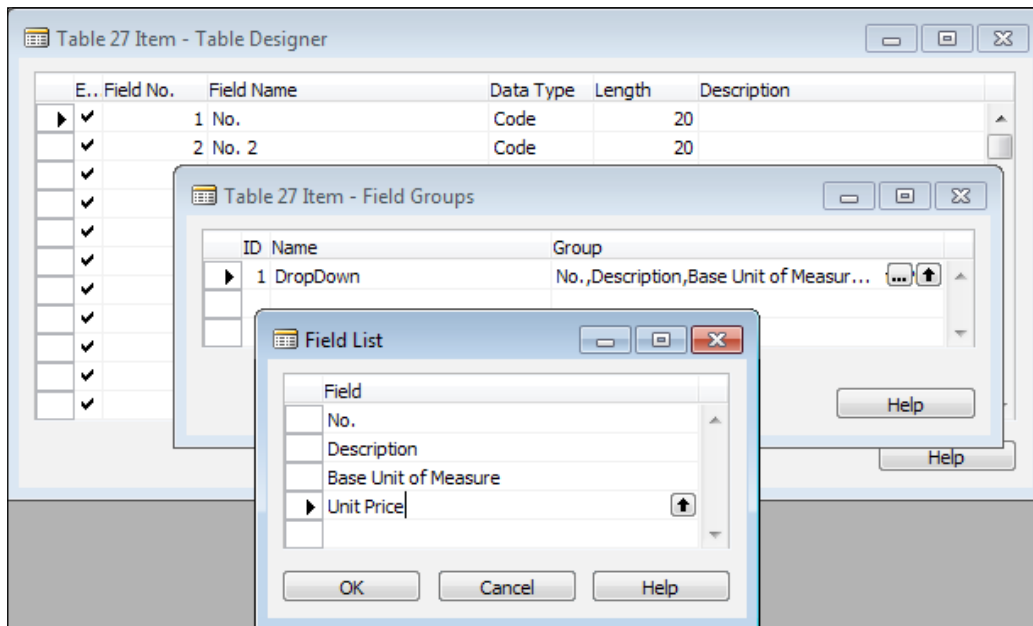 Table 27 Item - Table Designer
E.. Field No. Field Name Data Type Length Description
1 No. Code 20
2 No. 2 Code 20
Table 27 Item - Field Groups
ID Name Group
1 DropDown No.,Description,Base Unit of Measur... ...
Field List
Field
No.
Description
Base Unit of Measure
Unit Price
OK Cancel Help
Help
Help